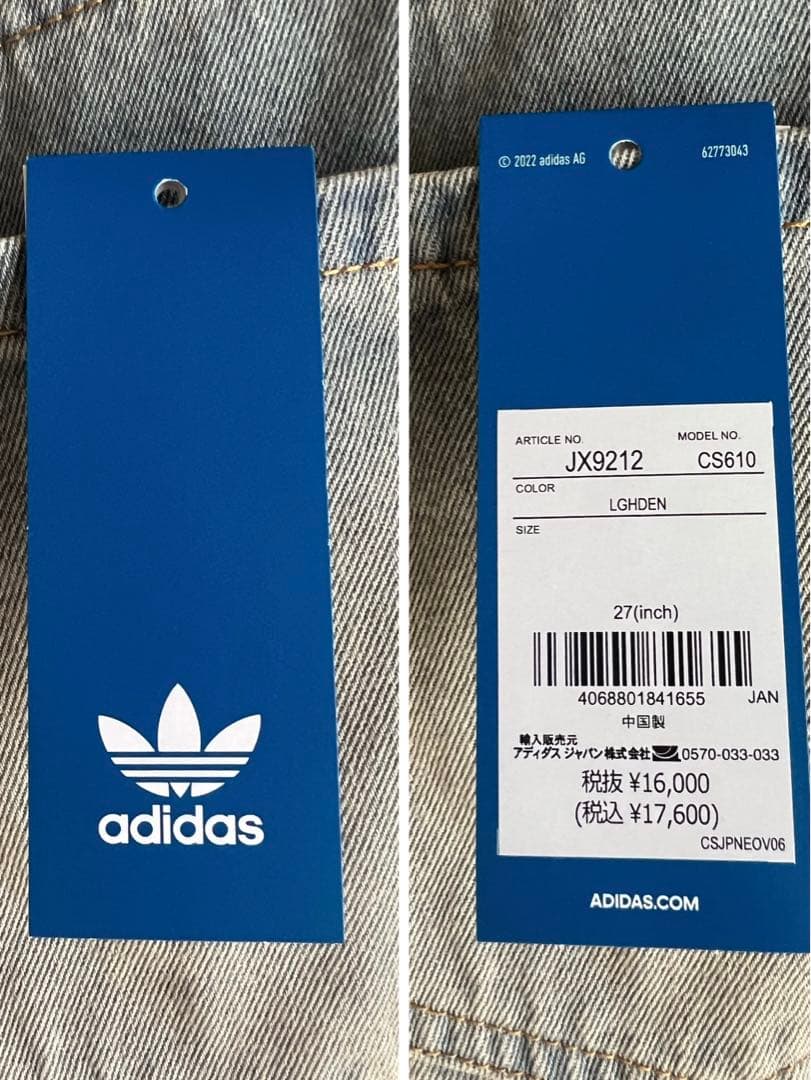 adidas
© 2022 adidas AG
62773043
ARTICLE NO.
MODEL NO.
JX9212
CS610
COLOR
LGHDEN
SIZE
27(inch)
4068801841655
JAN
中国製
輸入販売元
アディダス ジャパン株式会社 0570-033-033
税抜 ¥16,000
(税込 ¥17,600)
CSJPNEOV06
ADIDAS.COM